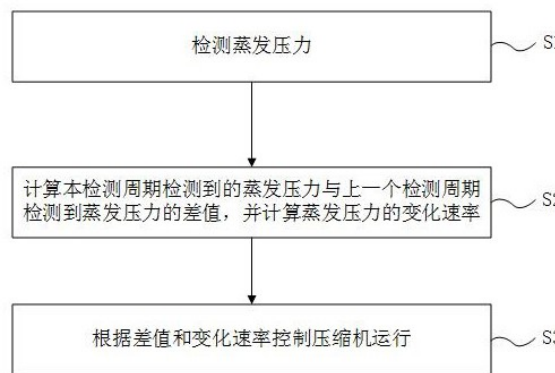 检测蒸发压力
S1
计算本检测周期检测到的蒸发压力与上一个检测周期
检测到蒸发压力的差值，并计算蒸发压力的变化速率
S2
根据差值和变化速率控制压缩机运行
S3